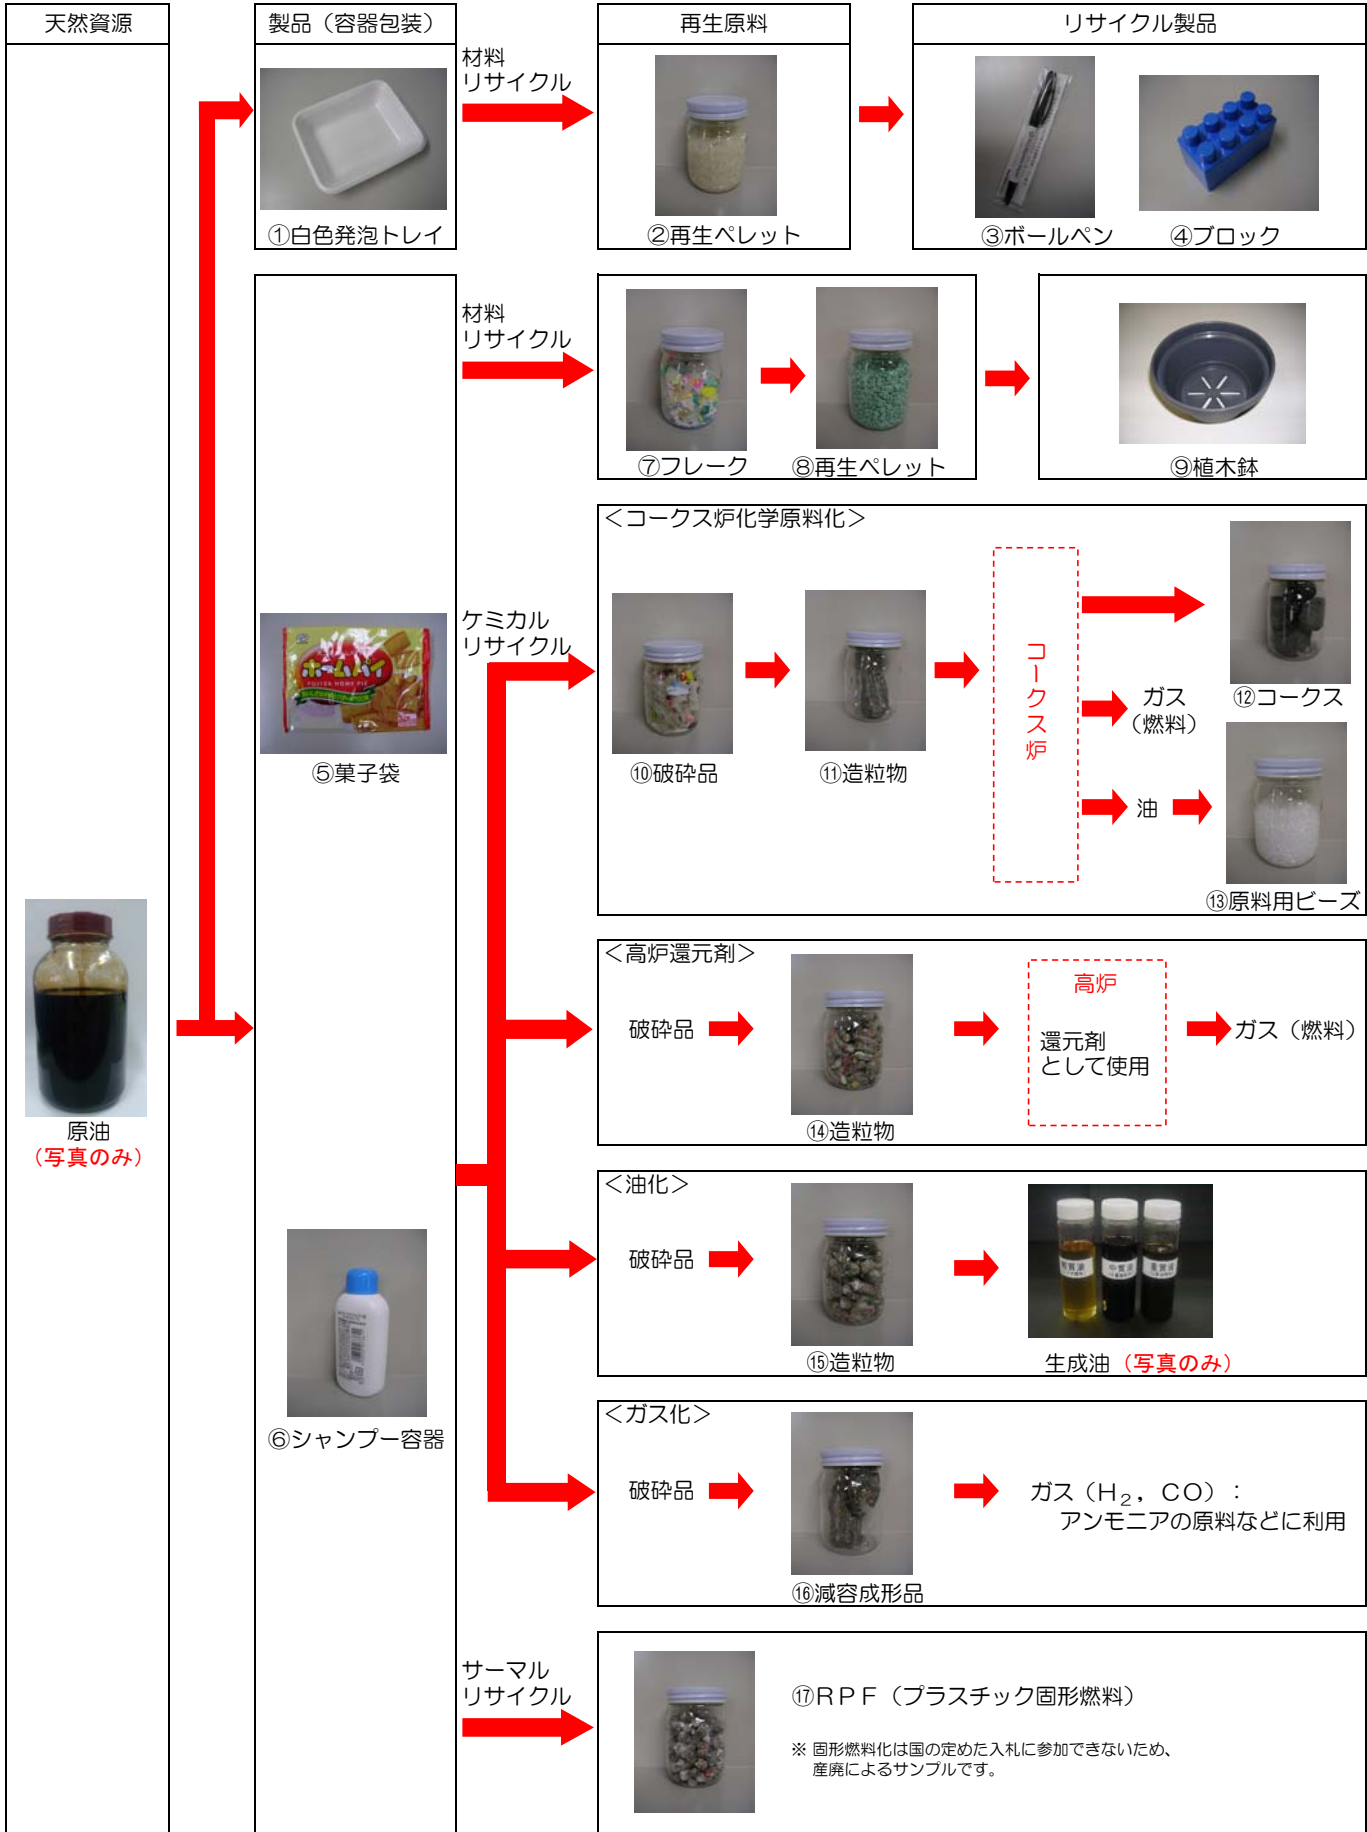 天然資源
製品（容器包装）
再生原料
リサイクル製品
材料
リサイクル
①白色発泡トレイ
②再生ペレット
③ボールペン
④ブロック
材料
リサイクル
⑦フレーク
⑧再生ペレット
⑨植木鉢
＜コークス炉化学原料化＞
ケミカル
リサイクル
ホームパイ
FUJIYA HOME PIE
⑤菓子袋
⑩破砕品
⑪造粒物
コークス炉
⑫コークス
ガス
（燃料）
油
⑬原料用ビーズ
原油
（写真のみ）
＜高炉還元剤＞
破砕品
⑭造粒物
高炉
還元剤
として使用
ガス（燃料）
＜油化＞
破砕品
⑮造粒物
中質油
重質油
生成油（写真のみ）
⑥シャンプー容器
＜ガス化＞
破砕品
⑯減容成形品
ガス（H₂，CO）：
アンモニアの原料などに利用
サーマル
リサイクル
⑰RPF（プラスチック固形燃料）
※ 固形燃料化は国の定めた入札に参加できないため、
産廃によるサンプルです。